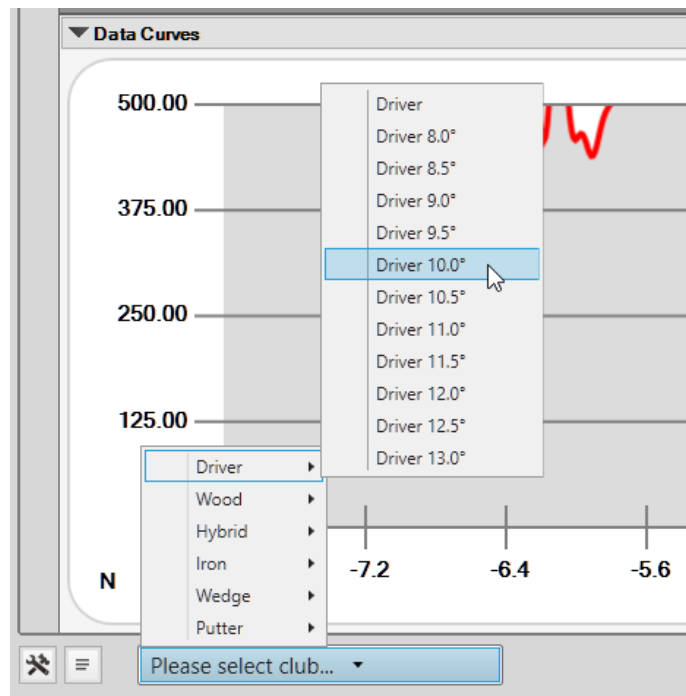 Data Curves
500.00
375.00
250.00
125.00
Driver
Driver 8.0°
Driver 8.5°
Driver 9.0°
Driver 9.5°
Driver 10.0°
Driver 10.5°
Driver 11.0°
Driver 11.5°
Driver 12.0°
Driver 12.5°
Driver 13.0°
Driver
Wood
Hybrid
Iron
Wedge
Putter
N
-7.2 -6.4 -5.6
Please select club...